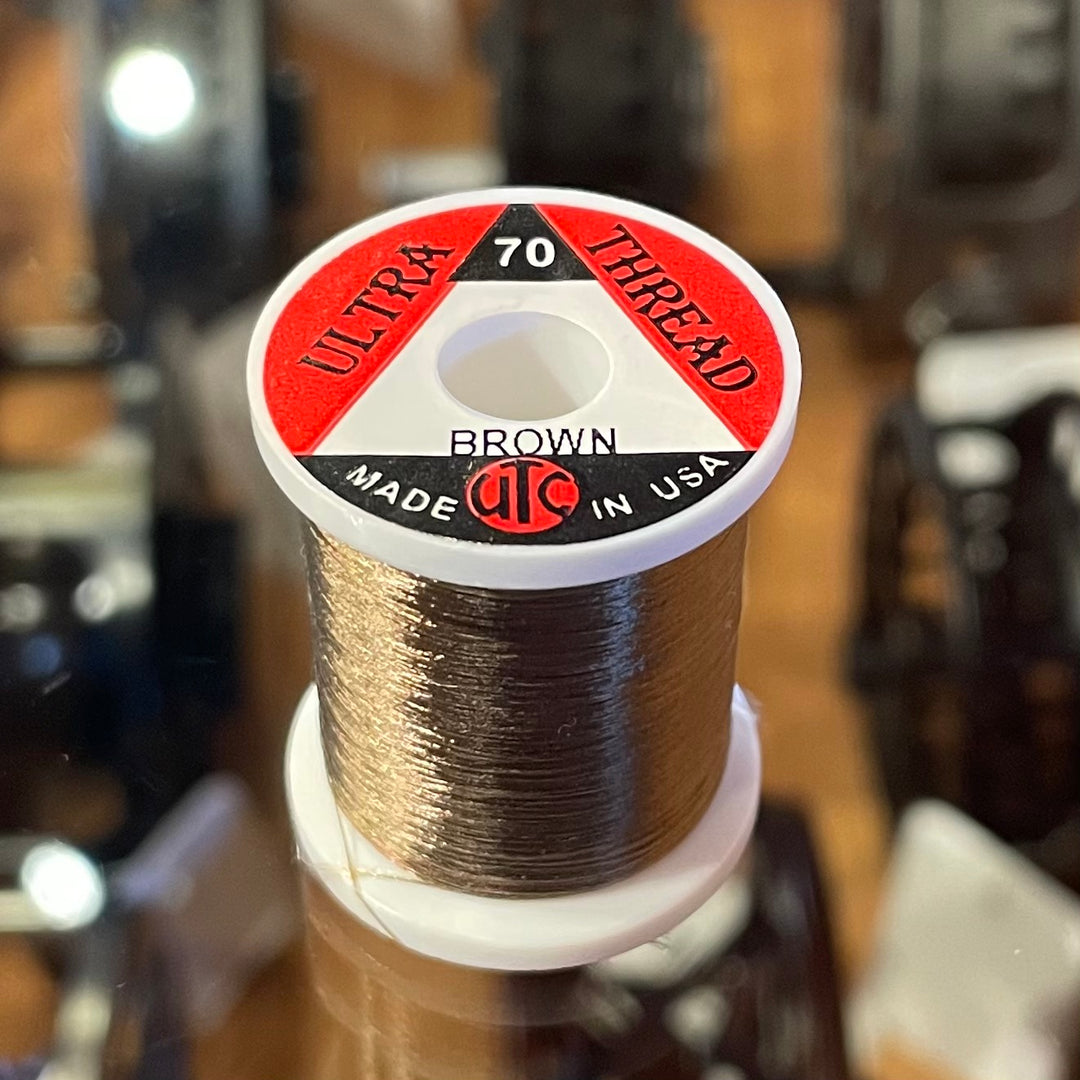 70
ULTRA THREAD
BROWN
MADE UTC IN USA